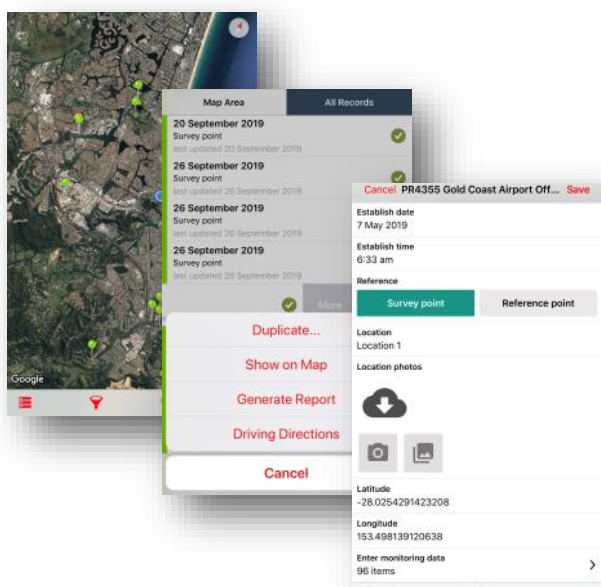 Google
Map Area
All Records
20 September 2019
Survey point
last updated 20 September 2019
26 September 2019
Survey point
last updated 26 September 2019
26 September 2019
Survey point
last updated 26 September 2019
26 September 2019
Survey point
last updated 26 September 2019
More
Duplicate...
Show on Map
Generate Report
Driving Directions
Cancel
Cancel PR4355 Gold Coast Airport Off... Save
Establish date
7 May 2019
Establish time
6:33 am
Reference
Survey point
Reference point
Location
Location 1
Location photos
Latitude
-28.0254291423208
Longitude
153.498139120638
Enter monitoring data
96 items